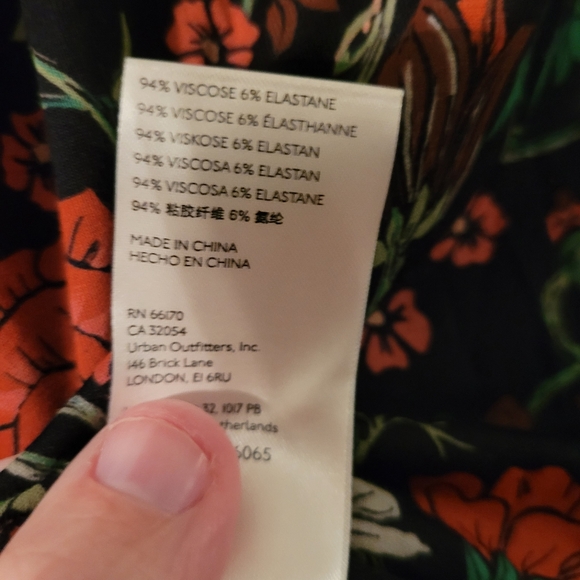 94% VISCOSE 6% ELASTANE
94% VISCOSE 6% ÉLASTHANNE
94% VISKOSE 6% ELASTAN
94% VISCOSA 6% ELASTAN
94% VISCOSA 6% ELASTANE
94% 粘胶纤维 6% 氨纶
MADE IN CHINA
HECHO EN CHINA
RN 66170
CA 32054
Urban Outfitters, Inc.
146 Brick Lane
LONDON, E1 6RU
1017 PB